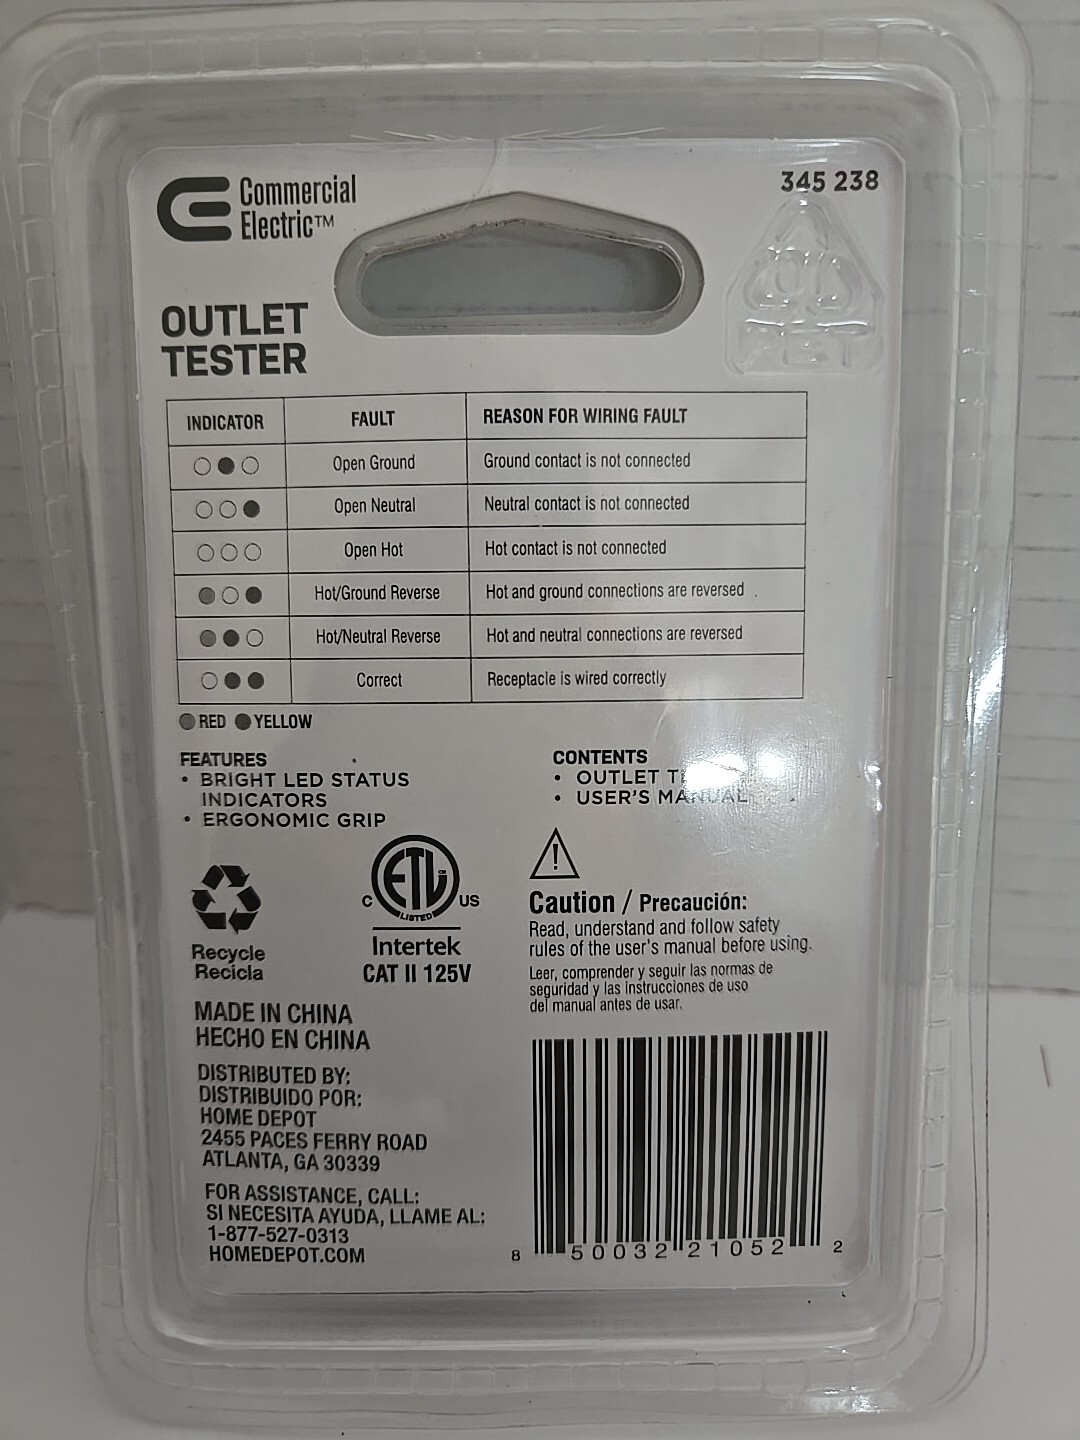 Commercial
Electric™
345 238
OUTLET
TESTER
INDICATOR FAULT REASON FOR WIRING FAULT
Open Ground Ground contact is not connected
Open Neutral Neutral contact is not connected
Open Hot Hot contact is not connected
Hot/Ground Reverse Hot and ground connections are reversed
Hot/Neutral Reverse Hot and neutral connections are reversed
Correct Receptacle is wired correctly
RED YELLOW
FEATURES
• BRIGHT LED STATUS
INDICATORS
• ERGONOMIC GRIP
CONTENTS
• OUTLET
• USER'S MANUAL
Recycle
Recicla
C ETL CM US
LISTED
Intertek
CAT II 125V
Caution / Precaución:
Read, understand and follow safety
rules of the user's manual before using.
Leer, comprender y seguir las normas de
seguridad y las instrucciones de uso
del manual antes de usar.
MADE IN CHINA
HECHO EN CHINA
DISTRIBUTED BY:
DISTRIBUIDO POR:
HOME DEPOT
2455 PACES FERRY ROAD
ATLANTA, GA 30339
FOR ASSISTANCE, CALL:
SI NECESITA AYUDA, LLAME AL:
1-877-527-0313
HOMEDEPOT.COM
8 50032 21052 2